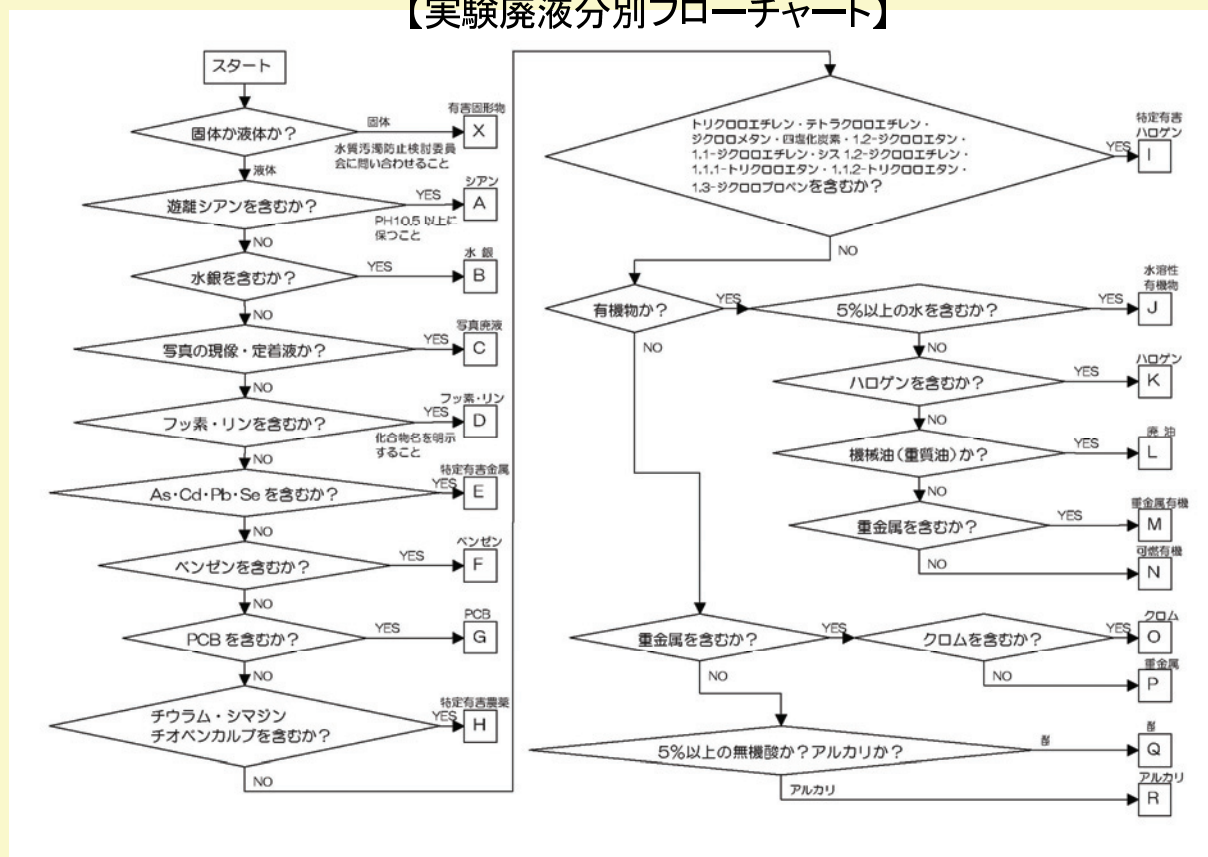 【実験廃液分別フローチャート】
スタート
固体か液体か？
固体
有害固形物
X
水質汚濁防止検討委員
会に問い合わせること
液体
遊離シアンを含むか？
YES
シアン
A
PH10.5 以上に
保つこと
NO
水銀を含むか？
YES
水 銀
B
NO
写真の現像・定着液か？
YES
写真廃液
C
NO
フッ素・リンを含むか？
YES
フッ素・リン
D
化合物名を明示
すること
NO
As・Cd・Pb・Se を含むか？
YES
特定有害金属
E
NO
ベンゼンを含むか？
YES
ベンゼン
F
NO
PCB を含むか？
YES
PCB
G
NO
チウラム・シマジン
チオベンカルブを含むか？
YES
特定有害農薬
H
NO
トリクロロエチレン・テトラクロロエチレン・
ジクロロメタン・四塩化炭素・1.2-ジクロロエタン・
1.1-ジクロロエチレン・シス 1.2-ジクロロエチレン・
1.1.1-トリクロロエタン・1.1.2-トリクロロエタン・
1.3-ジクロロプロペンを含むか？
YES
特定有害
ハロゲン
I
NO
有機物か？
YES
5%以上の水を含むか？
YES
水溶性
有機物
J
NO
NO
ハロゲンを含むか？
YES
ハロゲン
K
NO
機械油（重質油）か？
YES
廃 油
L
NO
重金属を含むか？
YES
重金属有機
M
NO
可燃有機
N
重金属を含むか？
YES
クロムを含むか？
YES
クロム
O
NO
重金属
P
NO
5%以上の無機酸か？アルカリか？
酸
酸
Q
アルカリ
アルカリ
R